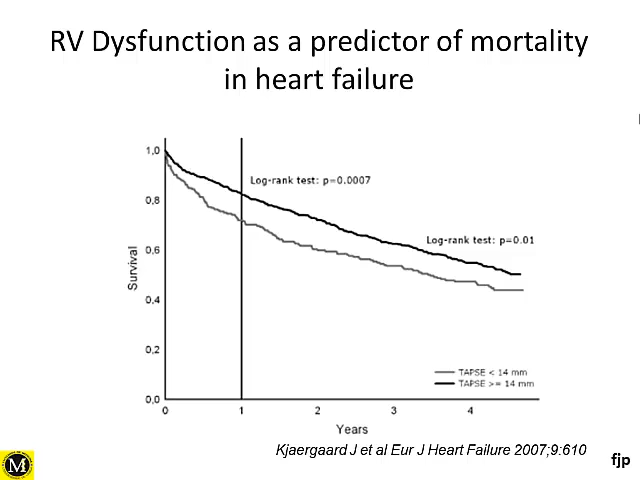 RV Dysfunction as a predictor of mortality
in heart failure
1,0
Log-rank test: p=0.0007
0,8
Log-rank test: p=0.01
0,6
Survival
0,4
0,2
TAPSE < 14 mm
TAPSE >= 14 mm
0,0
0 1 2 3 4
Years
Kjaergaard J et al Eur J Heart Failure 2007;9:610
M
fjp